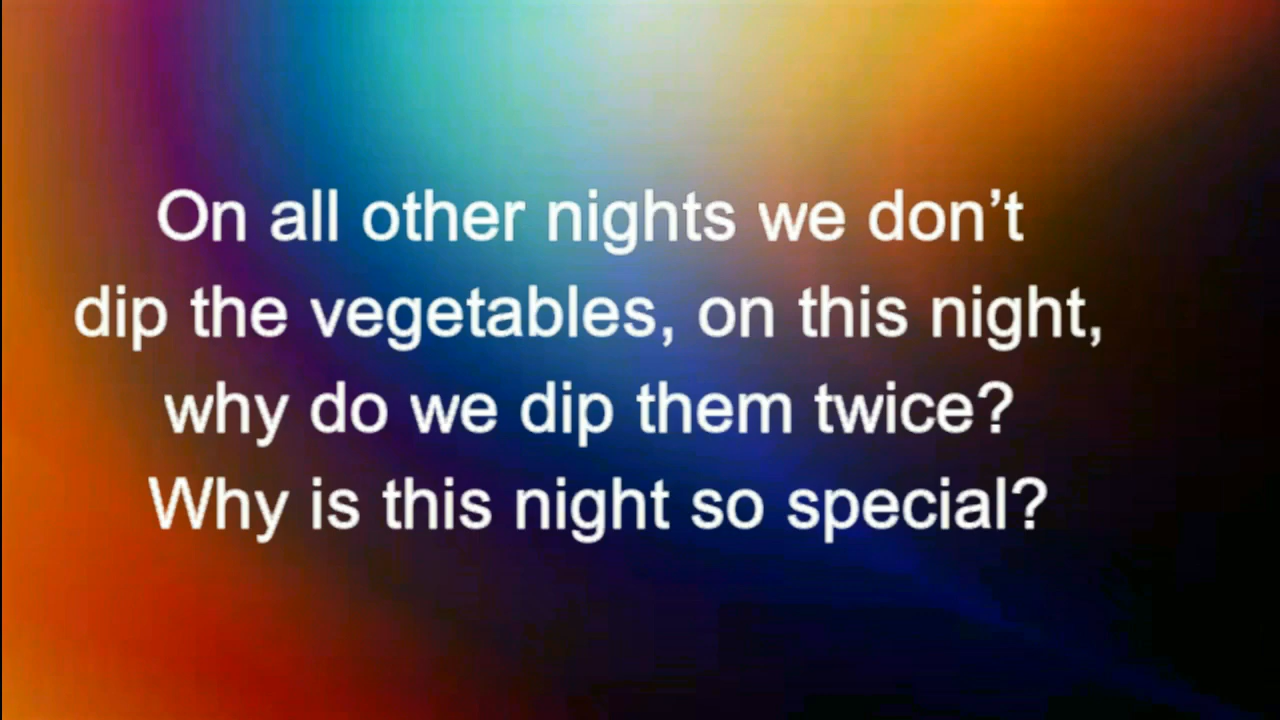 On all other nights we don’t
dip the vegetables, on this night,
why do we dip them twice?
Why is this night so special?